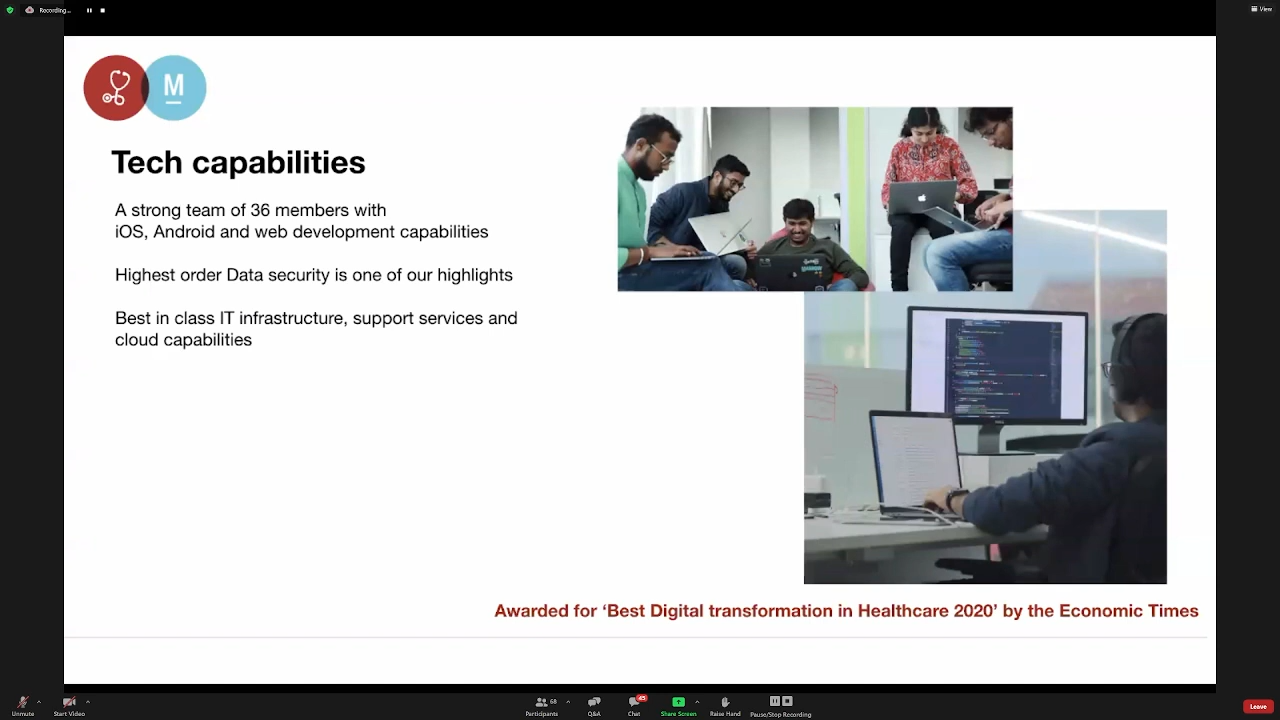 Recording...
View
M
Tech capabilities
A strong team of 36 members with
iOS, Android and web development capabilities
Highest order Data security is one of our highlights
Best in class IT infrastructure, support services and
cloud capabilities
Awarded for ‘Best Digital transformation in Healthcare 2020’ by the Economic Times
Unmute
Start Video
68
Participants
Q&A
45
Chat
Share Screen
Raise Hand
Pause/Stop Recording
Leave